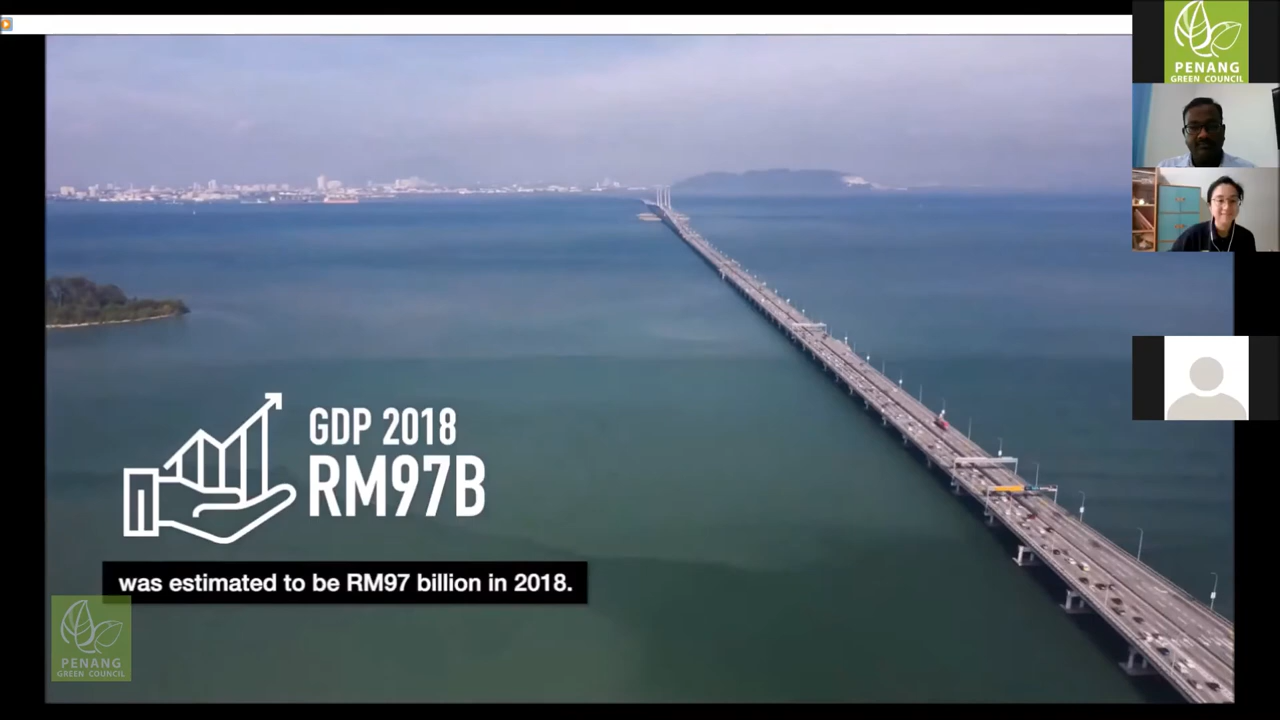 PENANG
GREEN COUNCIL
GDP 2018
RM97B
was estimated to be RM97 billion in 2018.
PENANG
GREEN COUNCIL